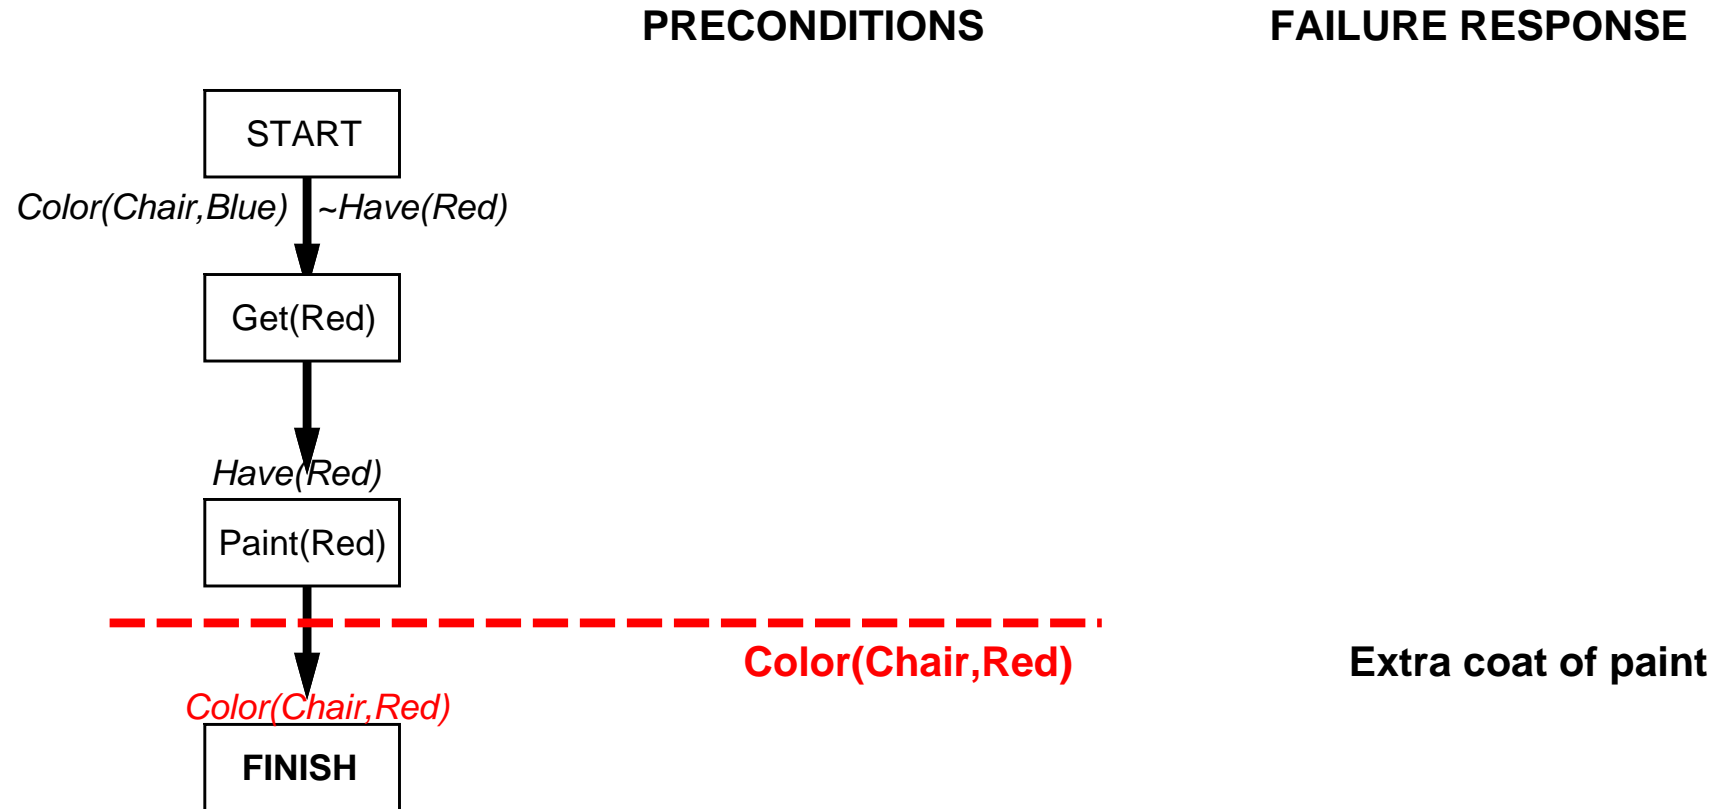 PRECONDITIONS FAILURE RESPONSE
START
Color(Chair,Blue) ~Have(Red)
Get(Red)
Have(Red)
Paint(Red)
Color(Chair,Red) Extra coat of paint
Color(Chair,Red)
FINISH